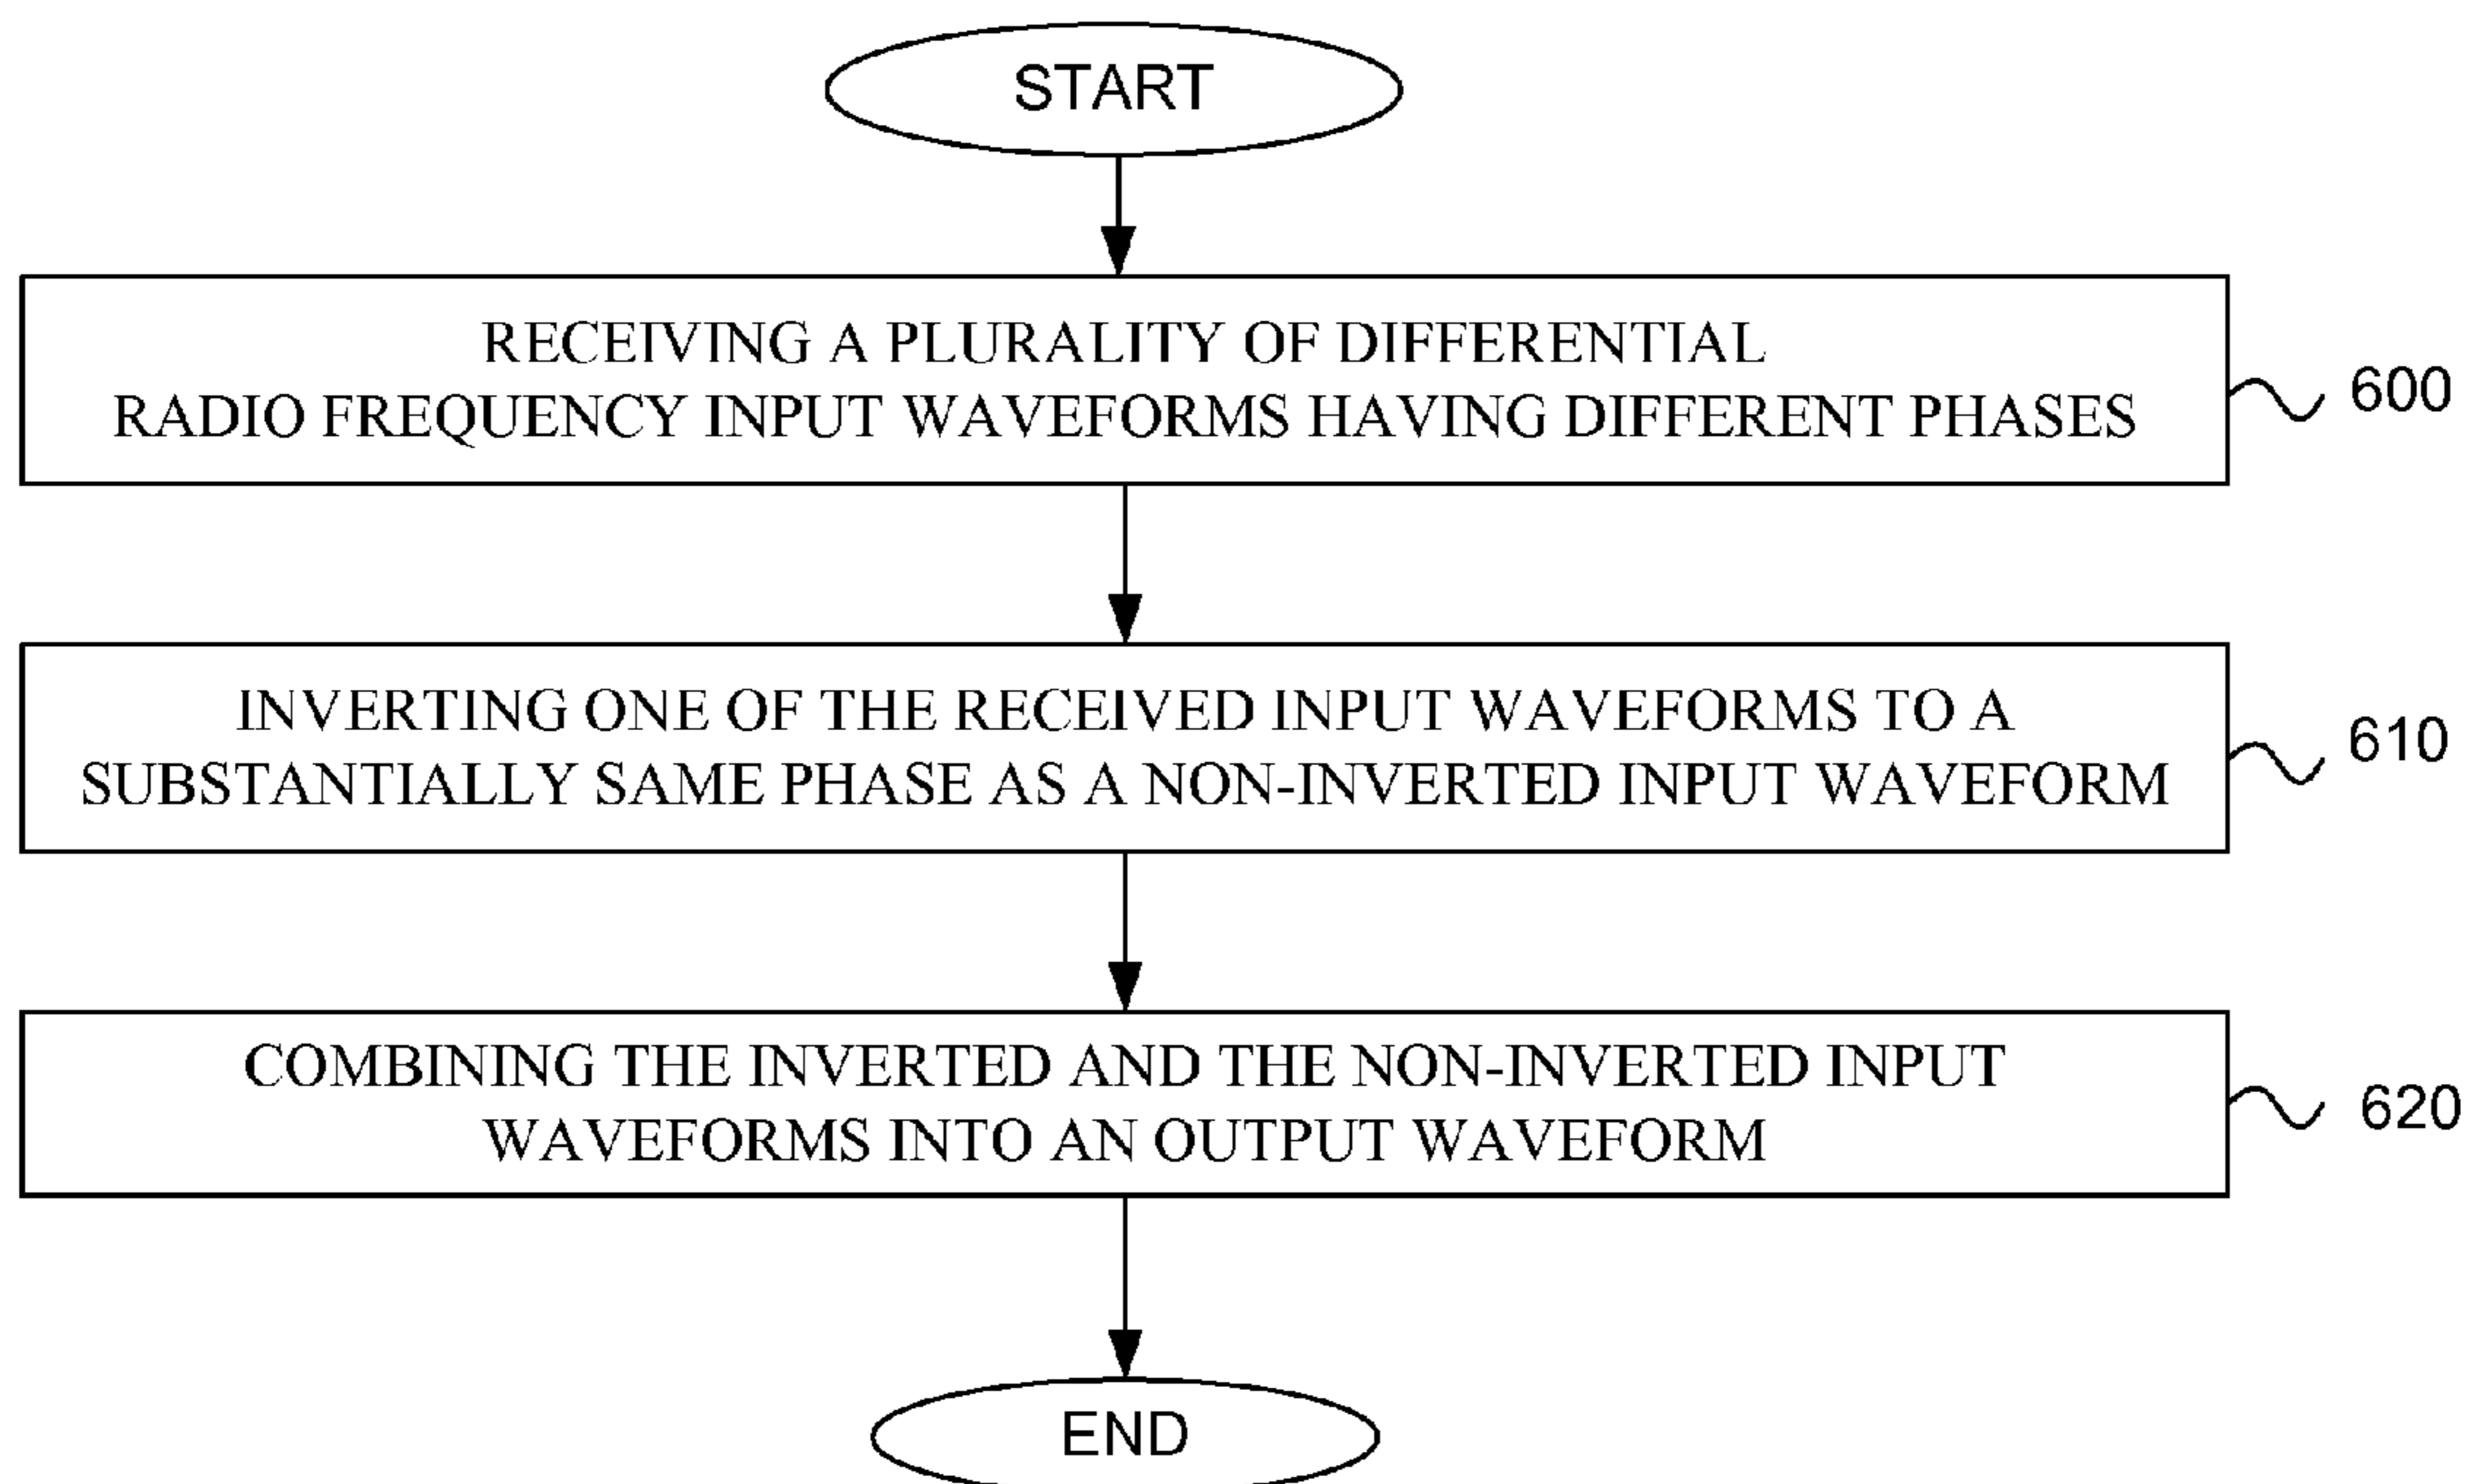 START
RECEIVING A PLURALITY OF DIFFERENTIAL
RADIO FREQUENCY INPUT WAVEFORMS HAVING DIFFERENT PHASES
600
INVERTING ONE OF THE RECEIVED INPUT WAVEFORMS TO A
SUBSTANTIALLY SAME PHASE AS A NON-INVERTED INPUT WAVEFORM
610
COMBINING THE INVERTED AND THE NON-INVERTED INPUT
WAVEFORMS INTO AN OUTPUT WAVEFORM
620
END